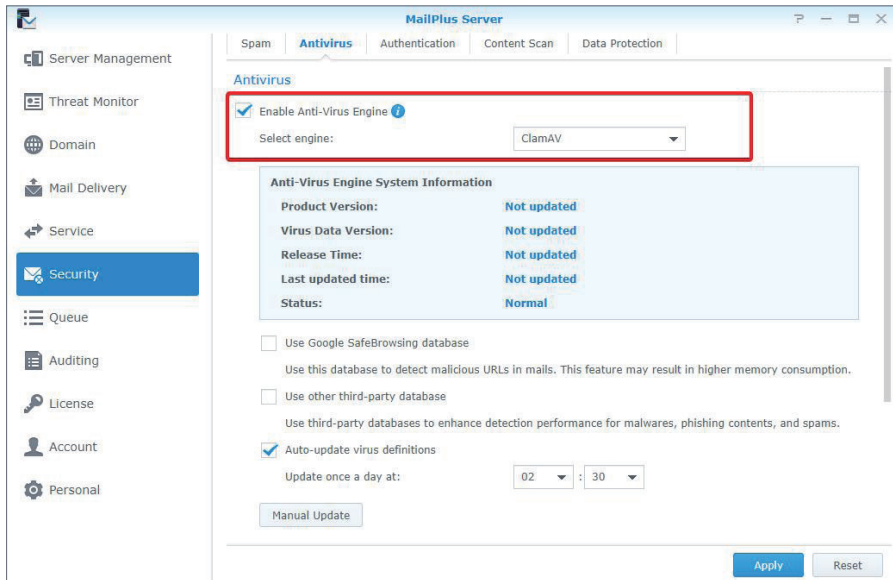 MailPlus Server
Server Management
Threat Monitor
Domain
Mail Delivery
Service
Security
Queue
Auditing
License
Account
Personal
Spam Antivirus Authentication Content Scan Data Protection
Antivirus
Enable Anti-Virus Engine i
Select engine: ClamAV
Anti-Virus Engine System Information
Product Version: Not updated
Virus Data Version: Not updated
Release Time: Not updated
Last updated time: Not updated
Status: Normal
Use Google SafeBrowsing database
Use this database to detect malicious URLs in mails. This feature may result in higher memory consumption.
Use other third-party database
Use third-party databases to enhance detection performance for malwares, phishing contents, and spams.
Auto-update virus definitions
Update once a day at: 02 : 30
Manual Update
Apply Reset